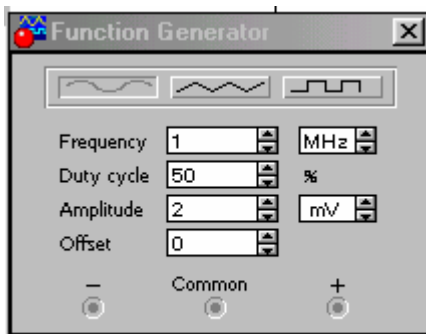 Function Generator
Frequency 1 MHz
Duty cycle 50 %
Amplitude 2 mV
Offset 0
− Common +